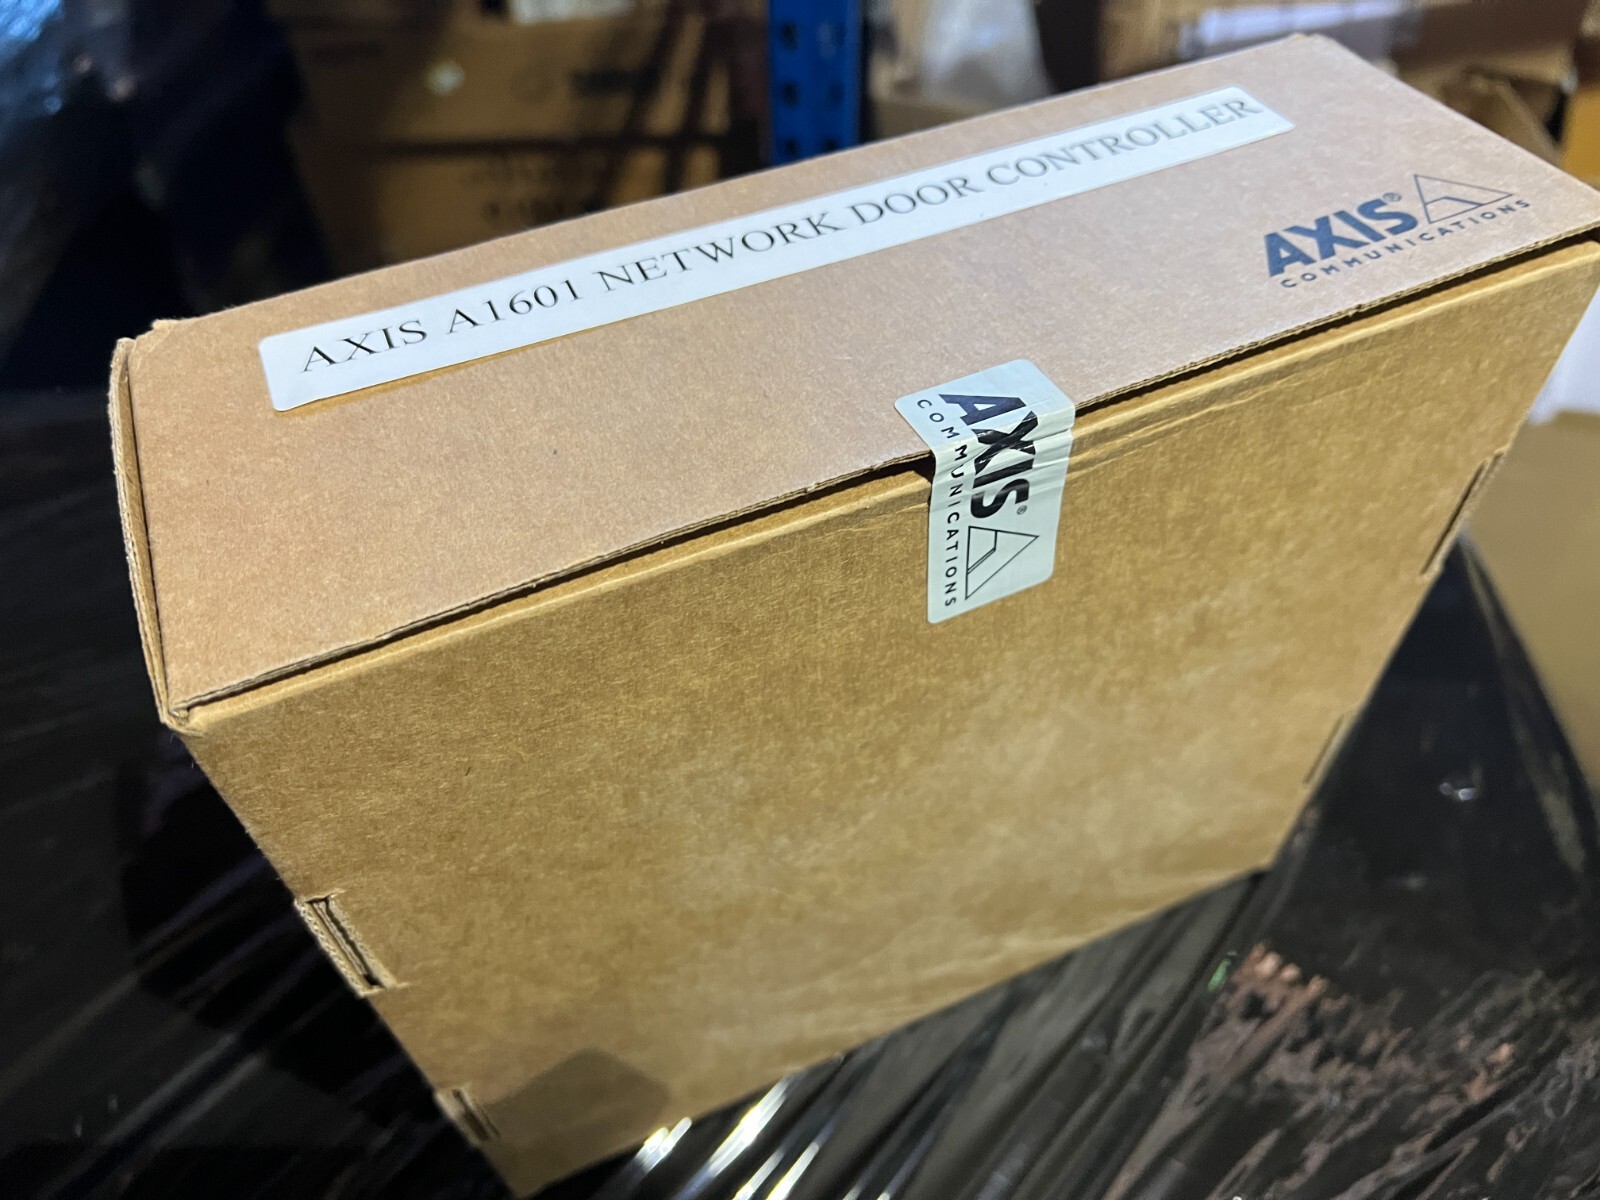 AXIS A1601 NETWORK DOOR CONTROLLER
AXIS®
COMMUNICATIONS
AXIS®
COMMUNICATIONS